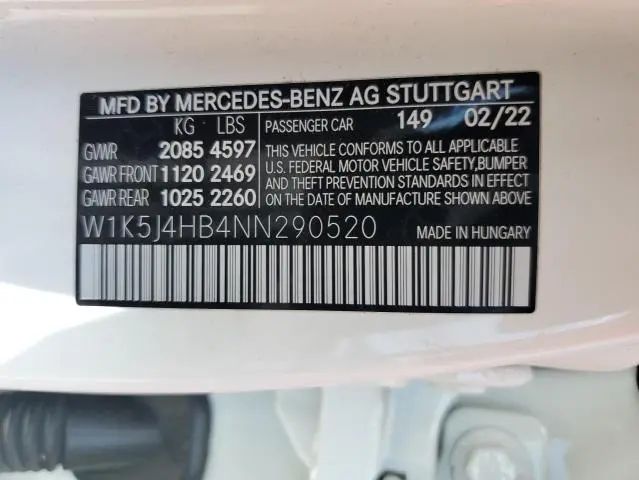 MFD BY MERCEDES-BENZ AG STUTTGART
KG LBS PASSENGER CAR 149 02/22
GVWR 2085 4597 THIS VEHICLE CONFORMS TO ALL APPLICABLE
GAWR FRONT 1120 2469 U.S. FEDERAL MOTOR VEHICLE SAFETY,BUMPER
GAWR REAR 1025 2260 AND THEFT PREVENTION STANDARDS IN EFFECT
ON THE DATE OF MANUFACTURE SHOWN ABOVE
W1K5J4HB4NN290520 MADE IN HUNGARY